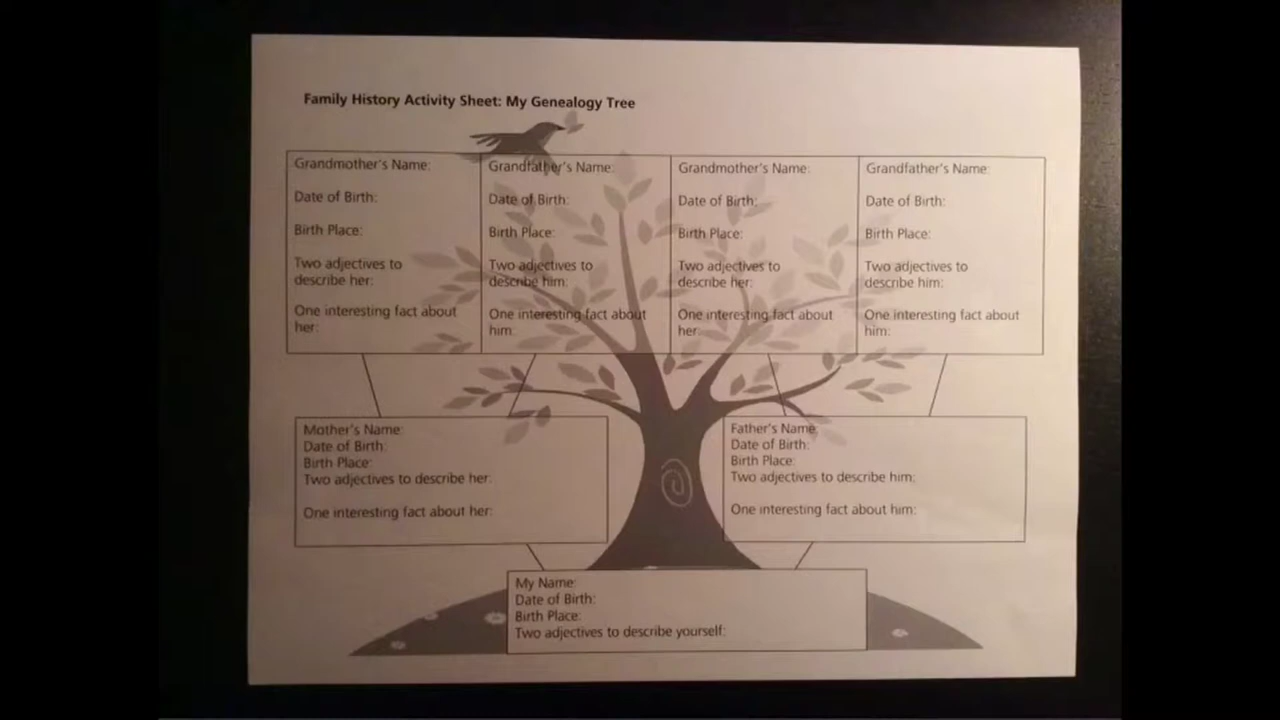 Family History Activity Sheet: My Genealogy Tree
Grandmother's Name:
Date of Birth:
Birth Place:
Two adjectives to
describe her:
One interesting fact about
her:
Grandfather's Name:
Date of Birth:
Birth Place:
Two adjectives to
describe him:
One interesting fact about
him:
Grandmother's Name:
Date of Birth:
Birth Place:
Two adjectives to
describe her:
One interesting fact about
her:
Grandfather's Name:
Date of Birth:
Birth Place:
Two adjectives to
describe him:
One interesting fact about
him:
Mother's Name:
Date of Birth:
Birth Place:
Two adjectives to describe her:
One interesting fact about her:
Father's Name:
Date of Birth:
Birth Place:
Two adjectives to describe him:
One interesting fact about him:
My Name:
Date of Birth:
Birth Place:
Two adjectives to describe yourself: